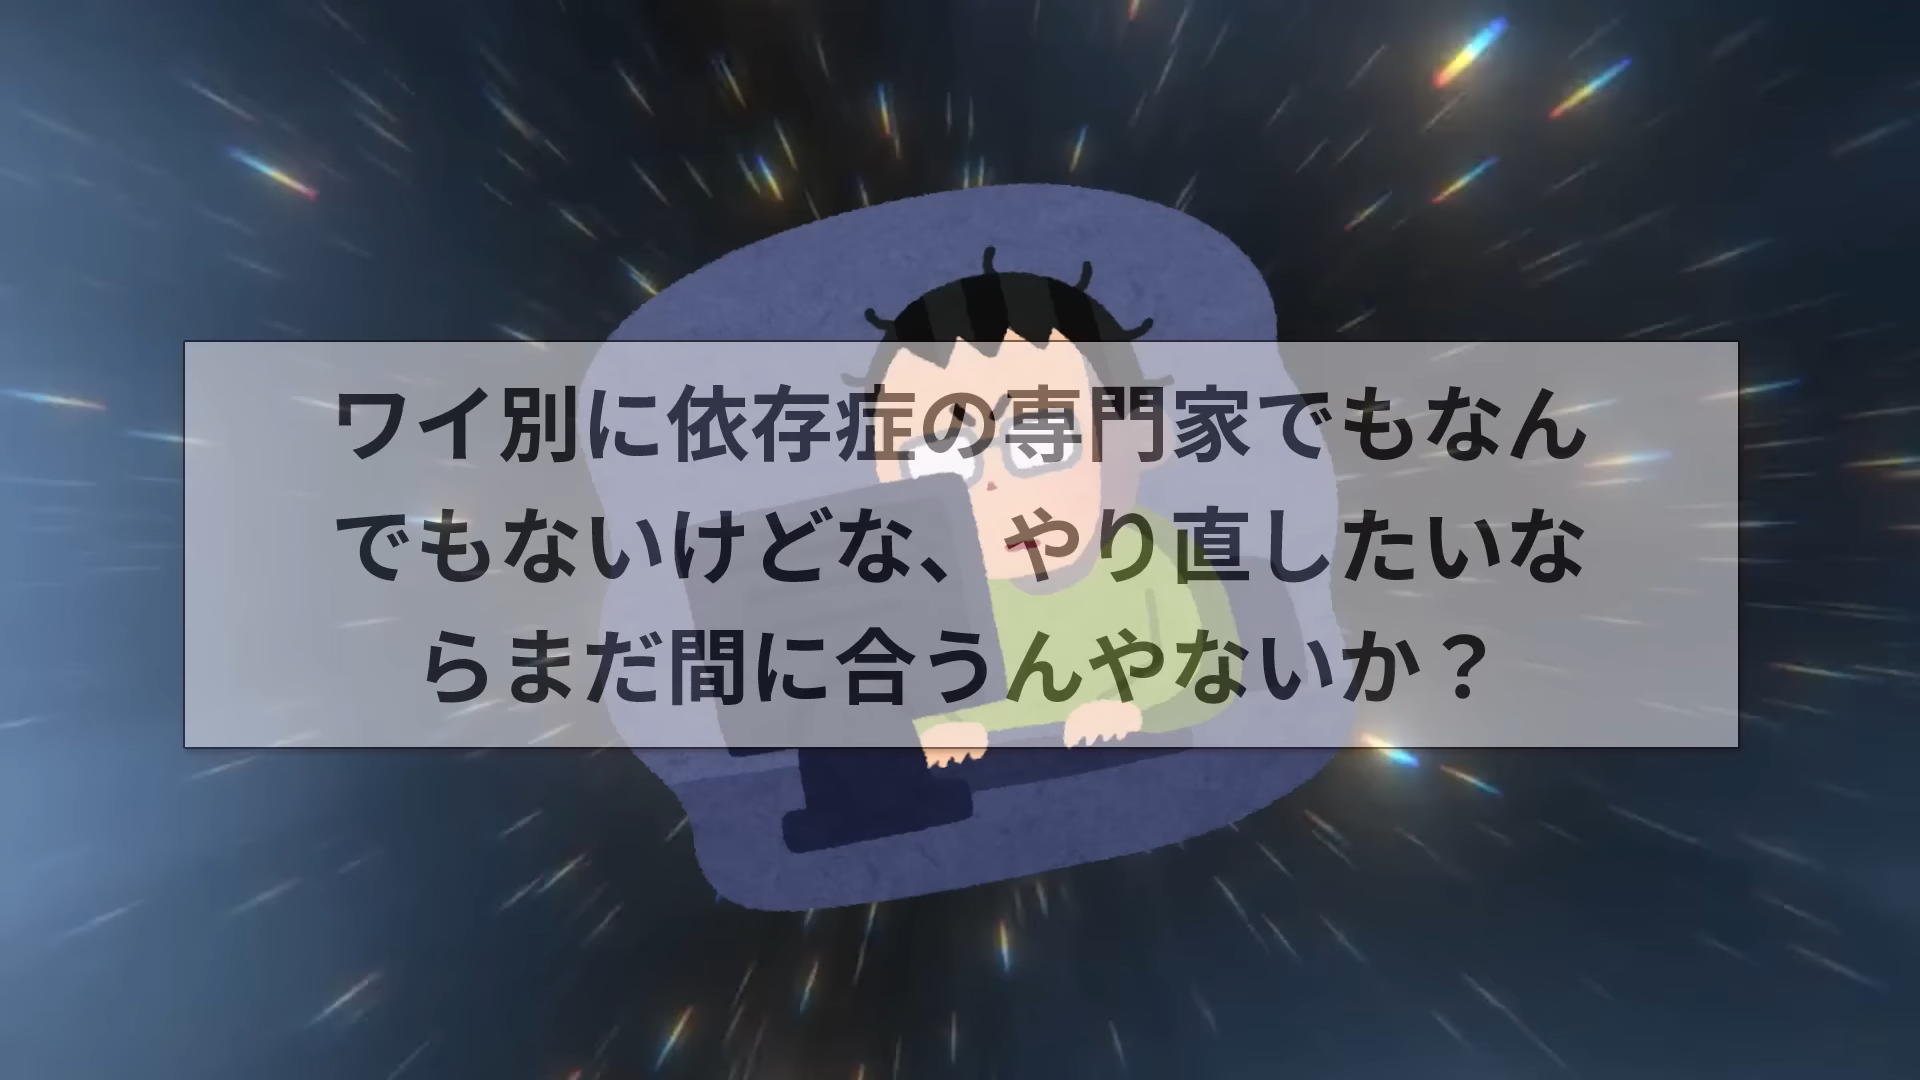 ワイ別に依存症の専門家でもなん
でもないけどな、やり直したいな
らまだ間に合うんやないか？